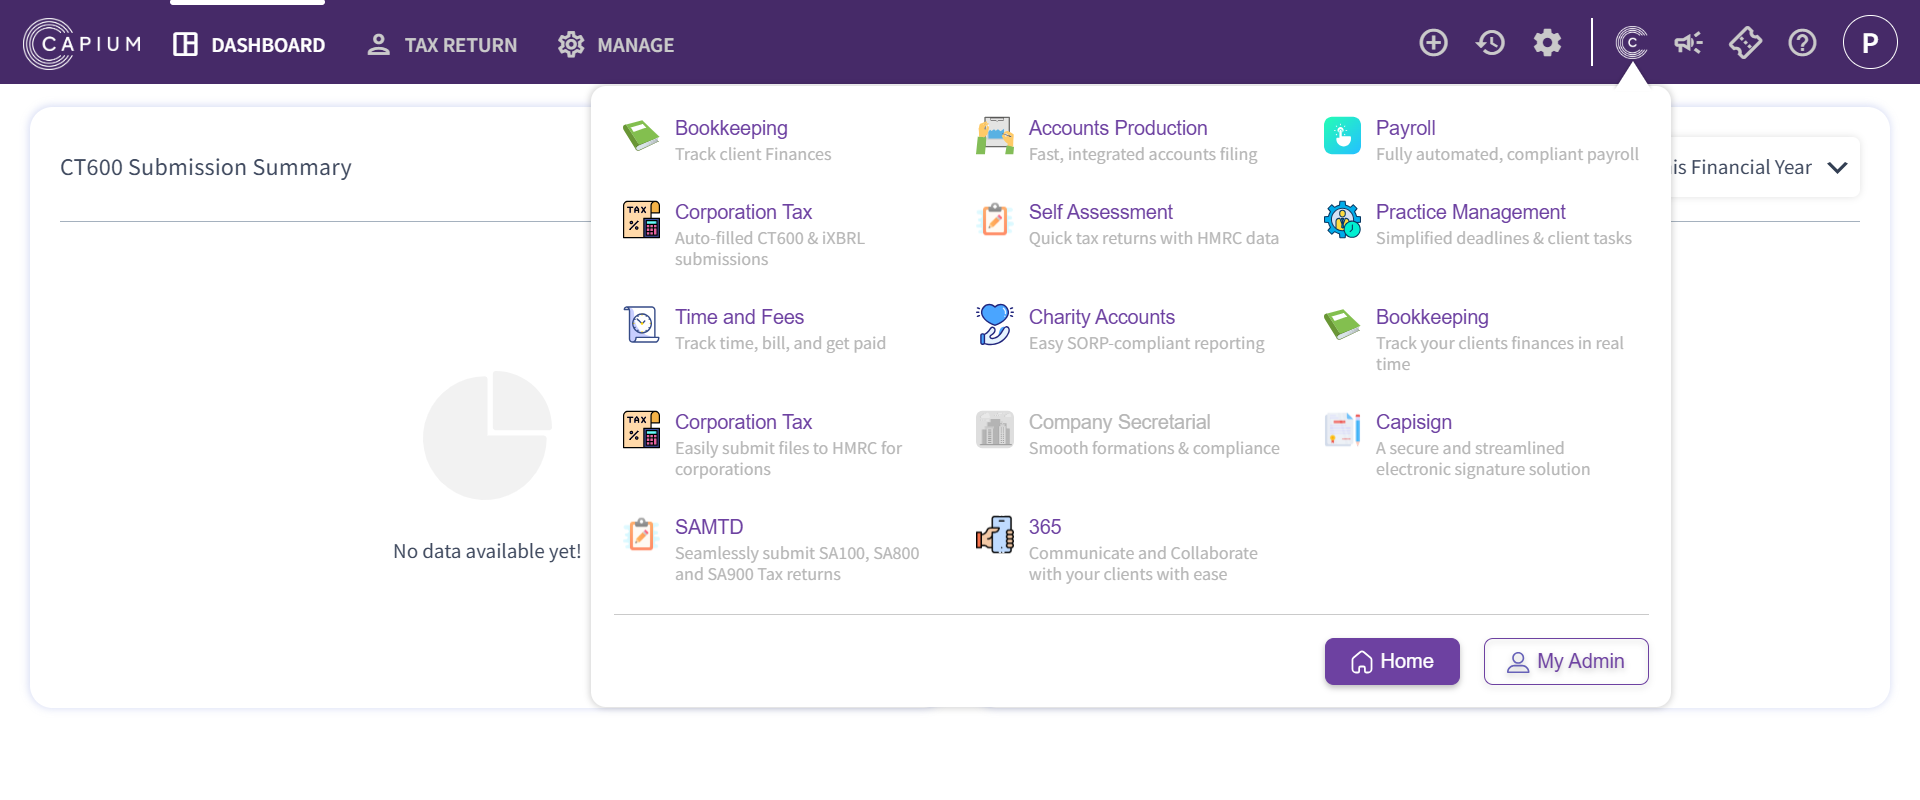 CAPIUM
DASHBOARD
TAX RETURN
MANAGE
C
P
CT600 Submission Summary
is Financial Year
No data available yet!
Bookkeeping
Track client Finances
Accounts Production
Fast, integrated accounts filing
Payroll
Fully automated, compliant payroll
TAX
%
Corporation Tax
Auto-filled CT600 & iXBRL
submissions
Self Assessment
Quick tax returns with HMRC data
Practice Management
Simplified deadlines & client tasks
Time and Fees
Track time, bill, and get paid
Charity Accounts
Easy SORP-compliant reporting
Bookkeeping
Track your clients finances in real
time
TAX
%
Corporation Tax
Easily submit files to HMRC for
corporations
Company Secretarial
Smooth formations & compliance
Capisign
A secure and streamlined
electronic signature solution
SAMTD
Seamlessly submit SA100, SA800
and SA900 Tax returns
365
Communicate and Collaborate
with your clients with ease
Home
My Admin